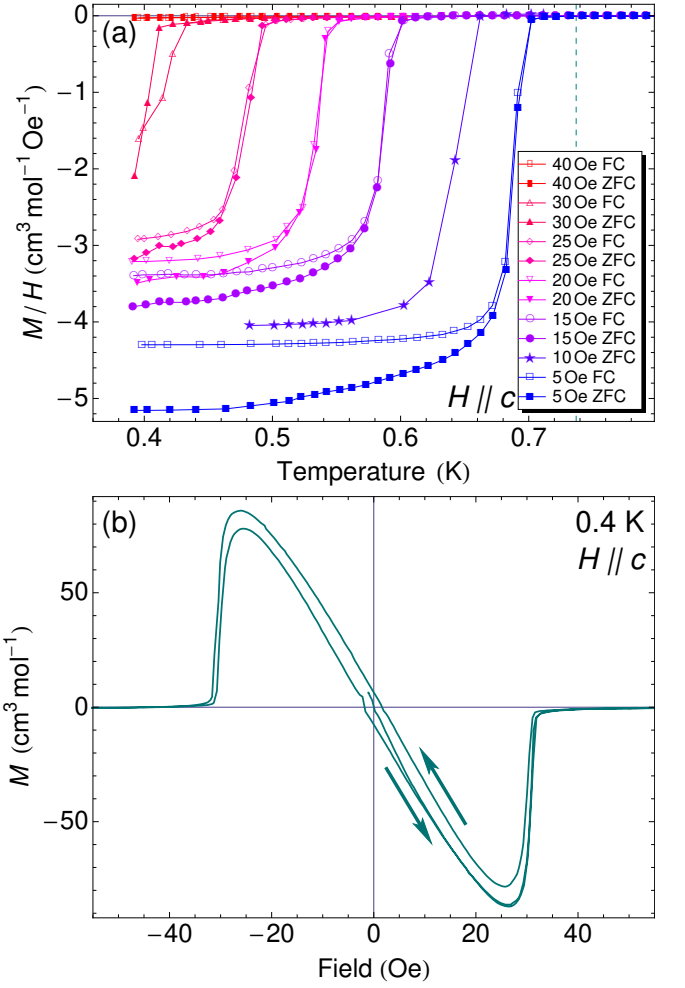 (a)
0
−1
−2
−3
−4
−5
M / H (cm³ mol⁻¹ Oe⁻¹)
40 Oe FC
40 Oe ZFC
30 Oe FC
30 Oe ZFC
25 Oe FC
25 Oe ZFC
20 Oe FC
20 Oe ZFC
15 Oe FC
15 Oe ZFC
10 Oe ZFC
5 Oe FC
5 Oe ZFC
H // c
0.4 0.5 0.6 0.7
Temperature (K)
(b) 0.4 K
H // c
50
0
−50
M (cm³ mol⁻¹)
−40 −20 0 20 40
Field (Oe)